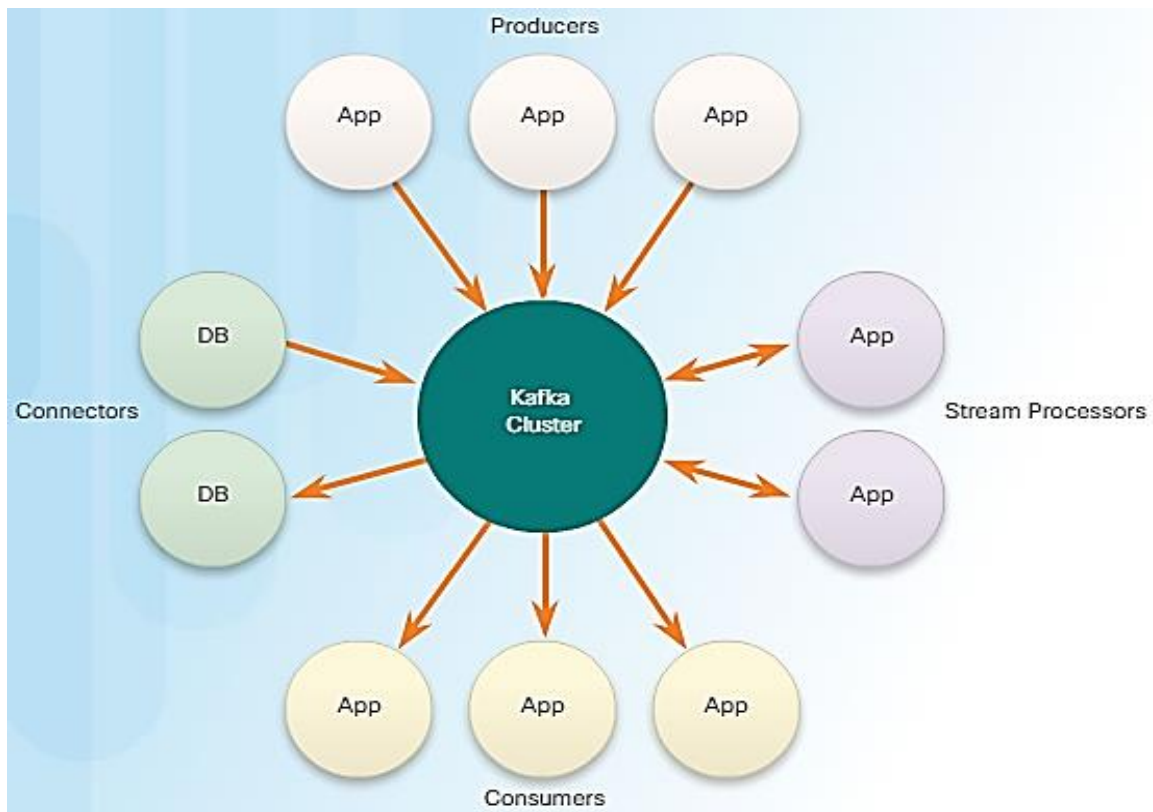 Producers
App
App
App
DB
App
Connectors
Kafka
Cluster
Stream Processors
DB
App
App
App
App
Consumers